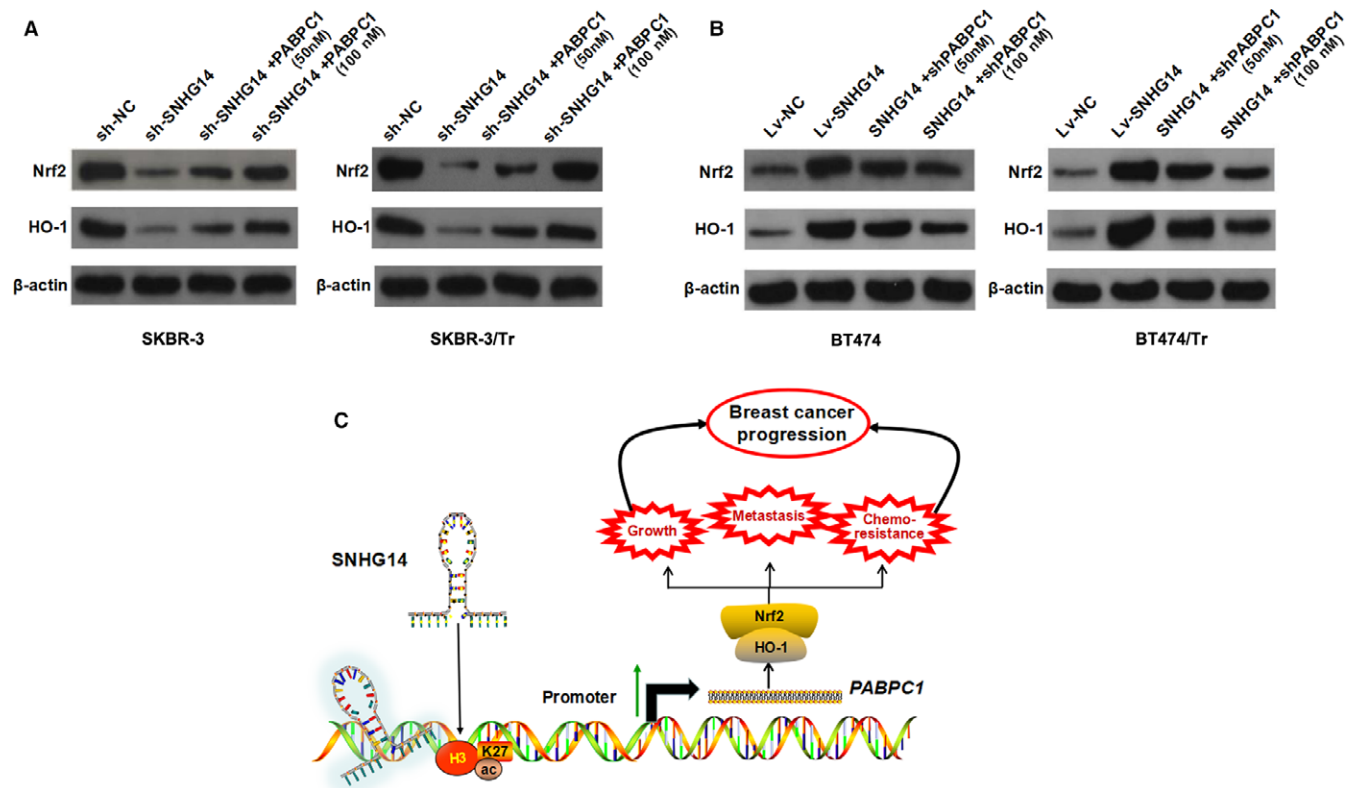 A
sh-NC
sh-SNHG14
sh-SNHG14 +PABPC1
(50nM)
sh-SNHG14 +PABPC1
(100 nM)
sh-NC
sh-SNHG14
sh-SNHG14 +PABPC1
(50nM)
sh-SNHG14 +PABPC1
(100 nM)
Nrf2
HO-1
β-actin
SKBR-3
Nrf2
HO-1
β-actin
SKBR-3/Tr
B
Lv-NC
Lv-SNHG14
SNHG14 +shPABPC1
(50nM)
SNHG14 +shPABPC1
(100 nM)
Lv-NC
Lv-SNHG14
SNHG14 +shPABPC1
(50nM)
SNHG14 +shPABPC1
(100 nM)
Nrf2
HO-1
β-actin
BT474
Nrf2
HO-1
β-actin
BT474/Tr
C
Breast cancer
progression
Growth
Metastasis
Chemo-
resistance
SNHG14
Nrf2
HO-1
Promoter
PABPC1
H3
K27
ac